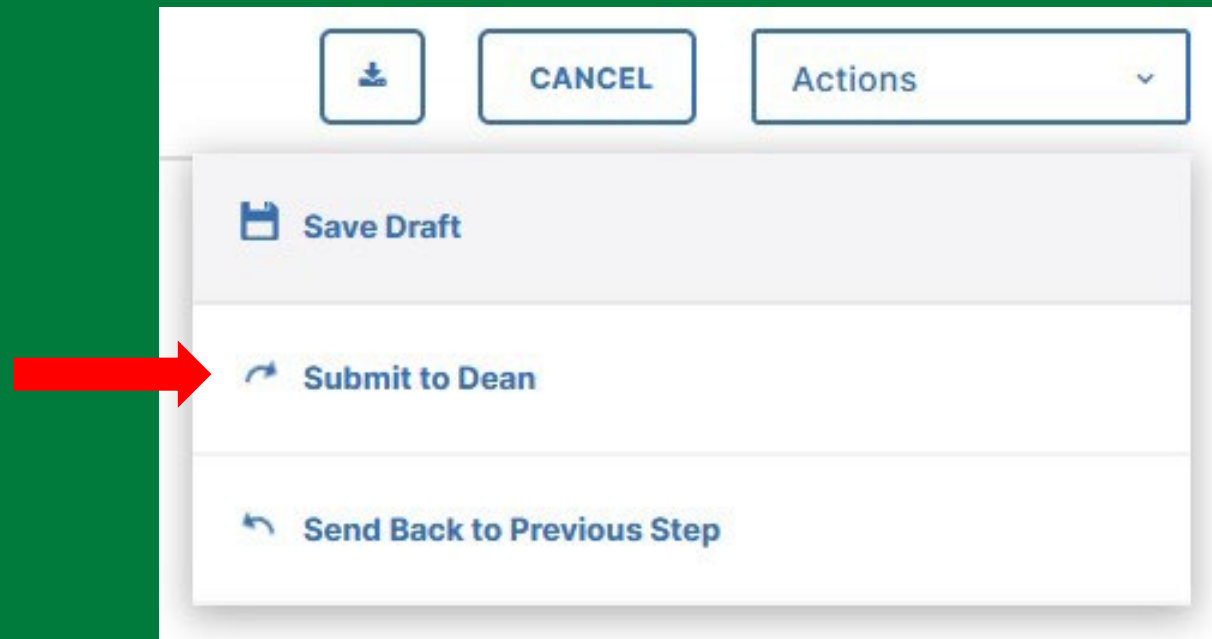 CANCEL
Actions
Save Draft
Submit to Dean
Send Back to Previous Step